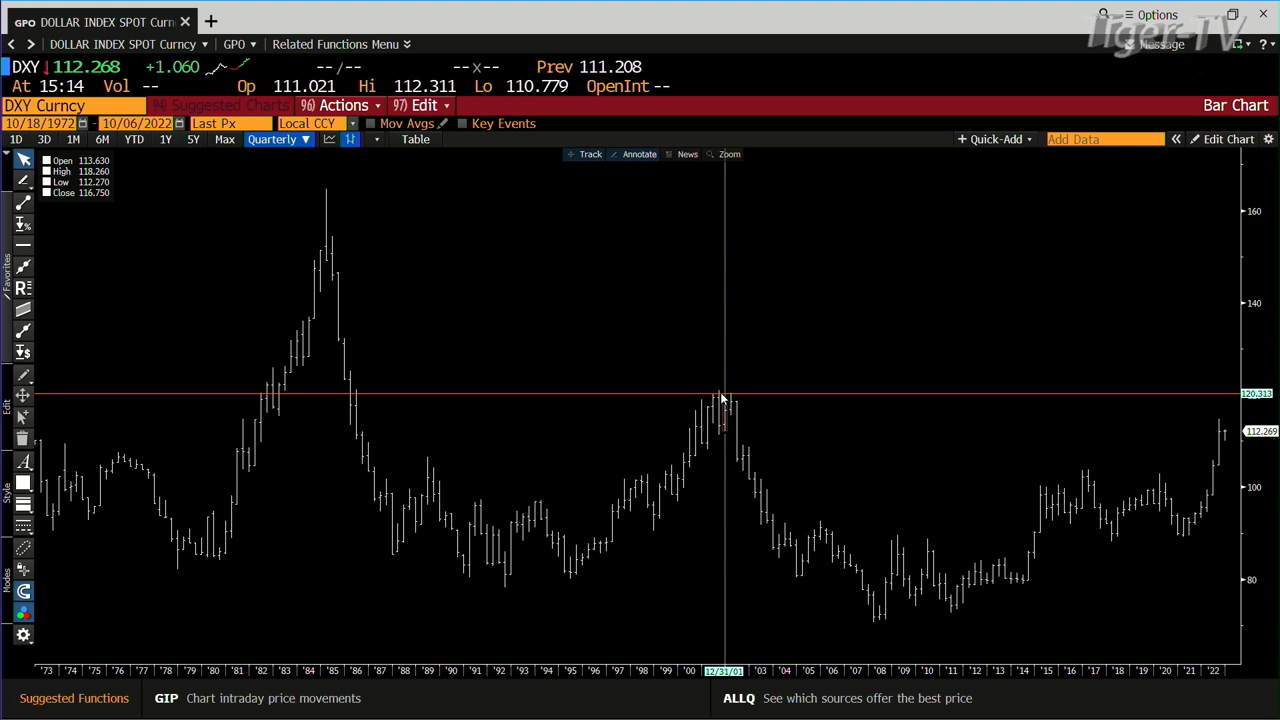 GPO DOLLAR INDEX SPOT Curn
Options
DOLLAR INDEX SPOT Curncy GPO Related Functions Menu
Message
Tiger-TV
DXY 112.268 +1.060 --/-- --x-- Prev 111.208
At 15:14 Vol -- Op 111.021 Hi 112.311 Lo 110.779 OpenInt --
DXY Curncy 94) Suggested Charts 96) Actions 97) Edit Bar Chart
10/18/1972 - 10/06/2022 Last Px Local CCY Mov Avgs Key Events
1D 3D 1M 6M YTD 1Y 5Y Max Quarterly ▼ Table + Quick-Add Add Data « Edit Chart
Track Annotate News Zoom
Open 113.630
High 118.260
Low 112.270
Close 116.750
160
140
120.313
112.269
100
80
Favorites
Edit
Style
Modes
'73 '74 '75 '76 '77 '78 '79 '80 '81 '82 '83 '84 '85 '86 '87 '88 '89 '90 '91 '92 '93 '94 '95 '96 '97 '98 '99 '00 12/31/01 '03 '04 '05 '06 '07 '08 '09 '10 '11 '12 '13 '14 '15 '16 '17 '18 '19 '20 '21 '22
Suggested Functions GIP Chart intraday price movements ALLQ See which sources offer the best price